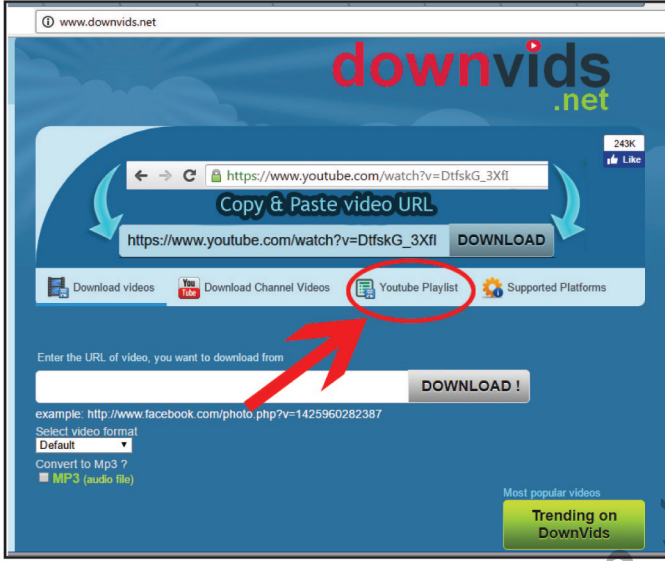 www.downvids.net
downvids
.net
243K
Like
https://www.youtube.com/watch?v=DtfskG_3XfI
Copy & Paste video URL
https://www.youtube.com/watch?v=DtfskG_3XfI DOWNLOAD
Download videos You Tube Download Channel Videos Youtube Playlist Supported Platforms
Enter the URL of video, you want to download from
DOWNLOAD !
example: http://www.facebook.com/photo.php?v=1425960282387
Select video format
Default
Convert to Mp3 ?
MP3 (audio file)
Most popular videos
Trending on
DownVids